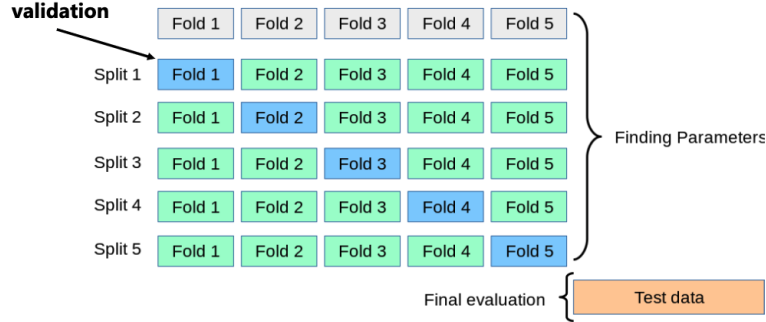 validation
Fold 1 Fold 2 Fold 3 Fold 4 Fold 5
Split 1 Fold 1 Fold 2 Fold 3 Fold 4 Fold 5
Split 2 Fold 1 Fold 2 Fold 3 Fold 4 Fold 5
Finding Parameters
Split 3 Fold 1 Fold 2 Fold 3 Fold 4 Fold 5
Split 4 Fold 1 Fold 2 Fold 3 Fold 4 Fold 5
Split 5 Fold 1 Fold 2 Fold 3 Fold 4 Fold 5
Final evaluation Test data